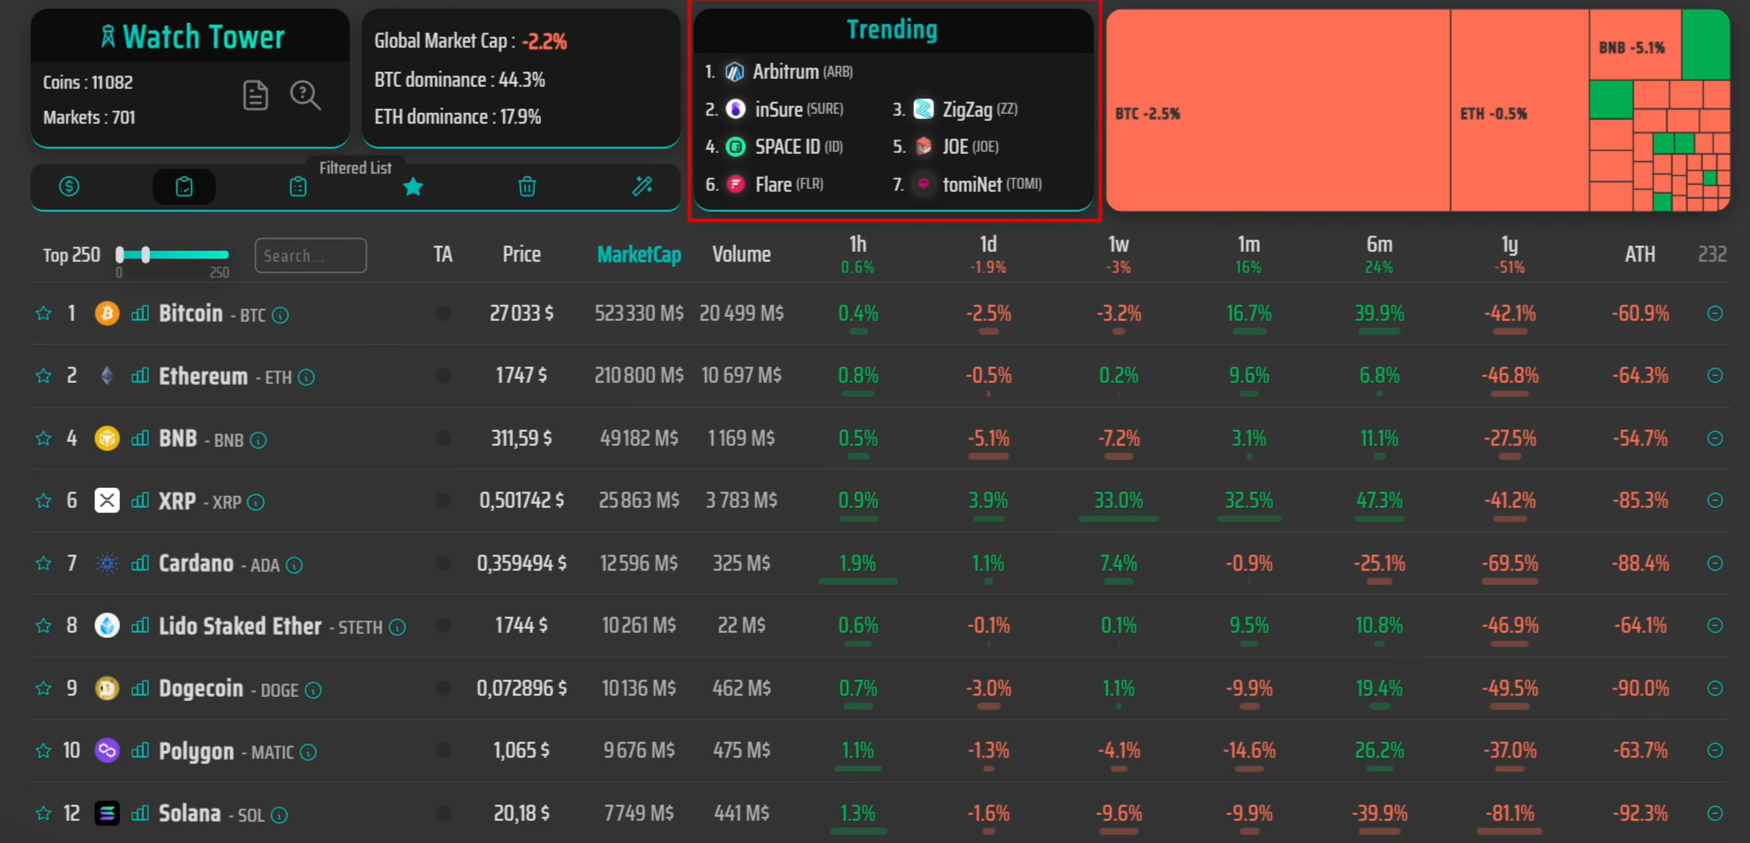 Watch Tower
Coins : 11 082
Markets : 701
Global Market Cap : -2.2%
BTC dominance : 44.3%
ETH dominance : 17.9%
Filtered List
Trending
1. Arbitrum (ARB)
2. inSure (SURE) 3. ZigZag (ZZ)
4. SPACE ID (ID) 5. JOE (JOE)
6. Flare (FLR) 7. tomiNet (TOMI)
BTC -2.5%
ETH -0.5%
BNB -5.1%
Top 250 0 250 Search... TA Price MarketCap Volume 1h 1d 1w 1m 6m 1y ATH 232
0.6% -1.9% -3% 16% 24% -51%
1 Bitcoin - BTC 27 033 $ 523 330 M$ 20 499 M$ 0.4% -2.5% -3.2% 16.7% 39.9% -42.1% -60.9%
2 Ethereum - ETH 1 747 $ 210 800 M$ 10 697 M$ 0.8% -0.5% 0.2% 9.6% 6.8% -46.8% -64.3%
4 BNB - BNB 311,59 $ 49 182 M$ 1 169 M$ 0.5% -5.1% -7.2% 3.1% 11.1% -27.5% -54.7%
6 XRP - XRP 0,501742 $ 25 863 M$ 3 783 M$ 0.9% 3.9% 33.0% 32.5% 47.3% -41.2% -85.3%
7 Cardano - ADA 0,359494 $ 12 596 M$ 325 M$ 1.9% 1.1% 7.4% -0.9% -25.1% -69.5% -88.4%
8 Lido Staked Ether - STETH 1 744 $ 10 261 M$ 22 M$ 0.6% -0.1% 0.1% 9.5% 10.8% -46.9% -64.1%
9 Dogecoin - DOGE 0,072896 $ 10 136 M$ 462 M$ 0.7% -3.0% 1.1% -9.9% 19.4% -49.5% -90.0%
10 Polygon - MATIC 1,065 $ 9 676 M$ 475 M$ 1.1% -1.3% -4.1% -14.6% 26.2% -37.0% -63.7%
12 Solana - SOL 20,18 $ 7 749 M$ 441 M$ 1.3% -1.6% -9.6% -9.9% -39.9% -81.1% -92.3%